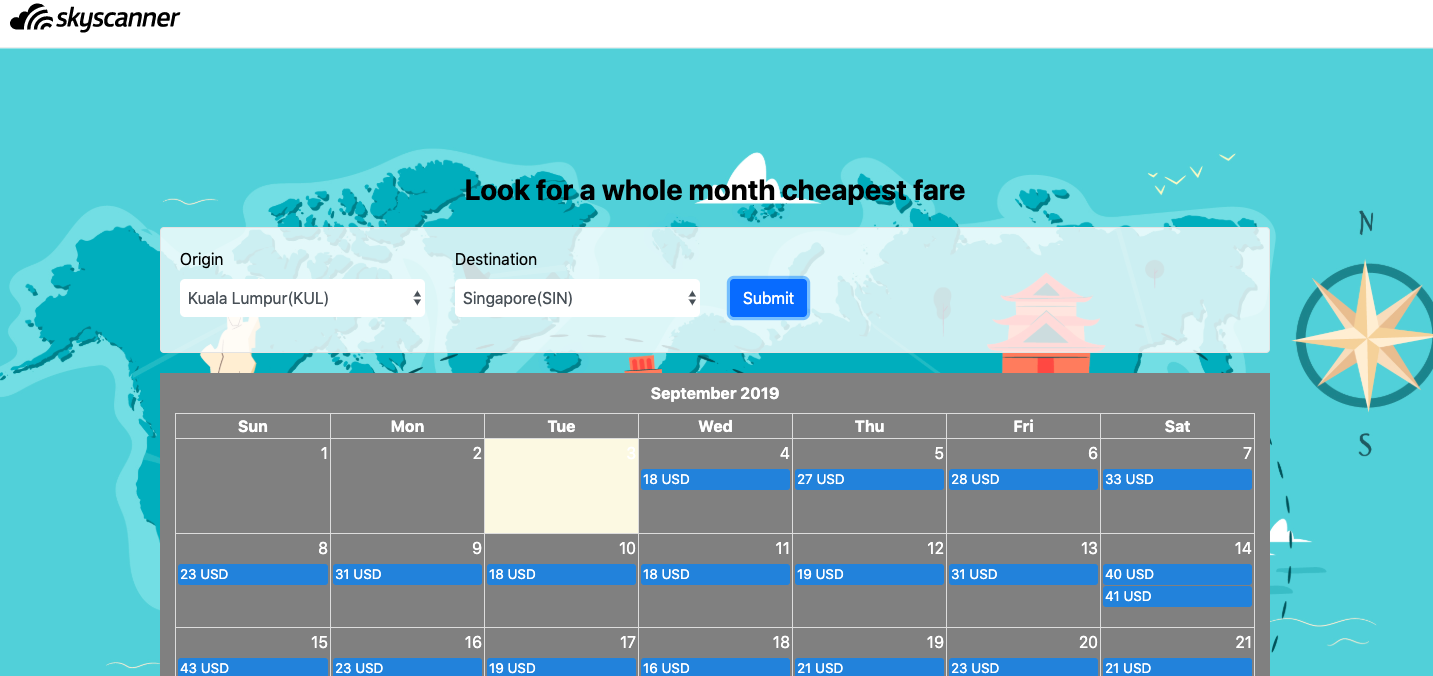 skyscanner
Look for a whole month cheapest fare
N
Origin Destination
Kuala Lumpur(KUL) Singapore(SIN) Submit
September 2019
Sun Mon Tue Wed Thu Fri Sat
S
1 2 3 4 5 6 7
18 USD 27 USD 28 USD 33 USD
8 9 10 11 12 13 14
23 USD 31 USD 18 USD 18 USD 19 USD 31 USD 40 USD
41 USD
15 16 17 18 19 20 21
43 USD 23 USD 19 USD 16 USD 21 USD 23 USD 21 USD